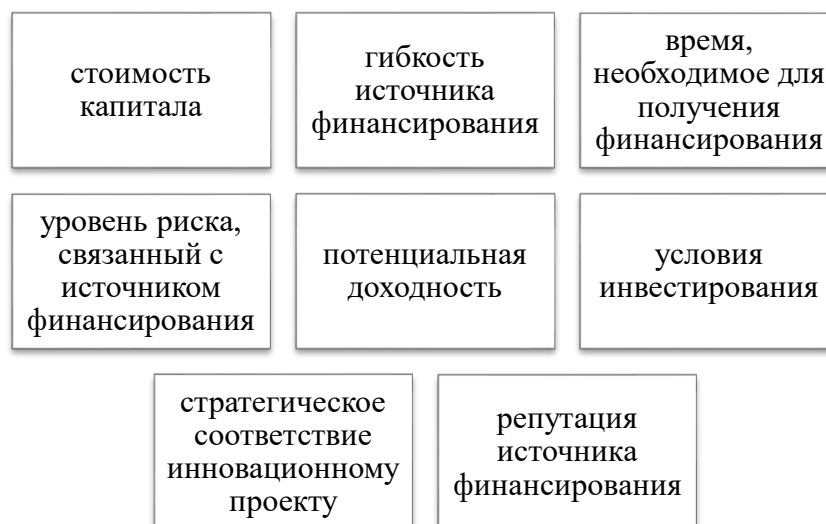 стоимость
капитала
гибкость
источника
финансирования
время,
необходимое для
получения
финансирования
уровень риска,
связанный с
источником
финансирования
потенциальная
доходность
условия
инвестирования
стратегическое
соответствие
инновационному
проекту
репутация
источника
финансирования